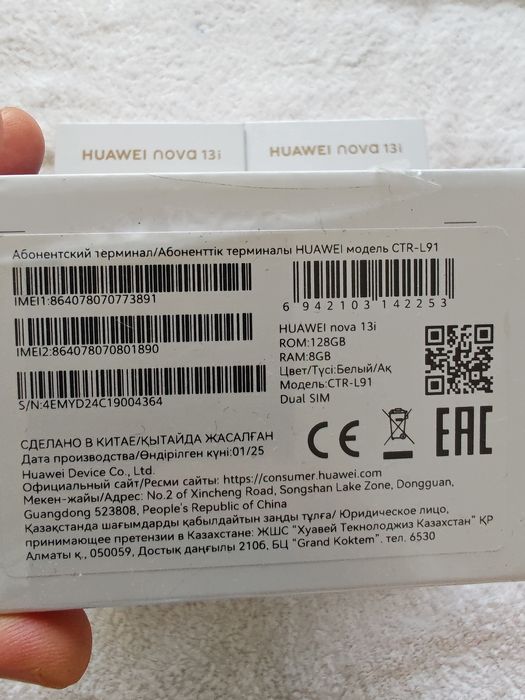 HUAWEI nova 13i
HUAWEI nova 13i
Абонентский терминал/Абоненттік терминалы HUAWEI модель CTR-L91
IMEI1:864078070773891
IMEI2:864078070801890
S/N:4EMYD24C19004364
6 942103 142253
HUAWEI nova 13i
ROM:128GB
RAM:8GB
Цвет/Түсі:Белый/Ақ
Модель:CTR-L91
Dual SIM
CE
EAC
СДЕЛАНО В КИТАЕ/ҚЫТАЙДА ЖАСАЛҒАН
Дата производства/Өндірілген күні:01/25
Huawei Device Co., Ltd.
Официальный сайт/Ресми сайты: https://consumer.huawei.com
Мекен-жайы/Адрес: No.2 of Xincheng Road, Songshan Lake Zone, Dongguan,
Guangdong 523808, People's Republic of China
Қазақстанда шағымдарды қабылдайтын заңды тұлға/ Юридическое лицо,
принимающее претензии в Казахстане: ЖШС "Хуавей Текнолоджиз Казахстан" ҚР
Алматы қ., 050059, Достық даңғылы 210б, БЦ "Grand Koktem". тел. 6530